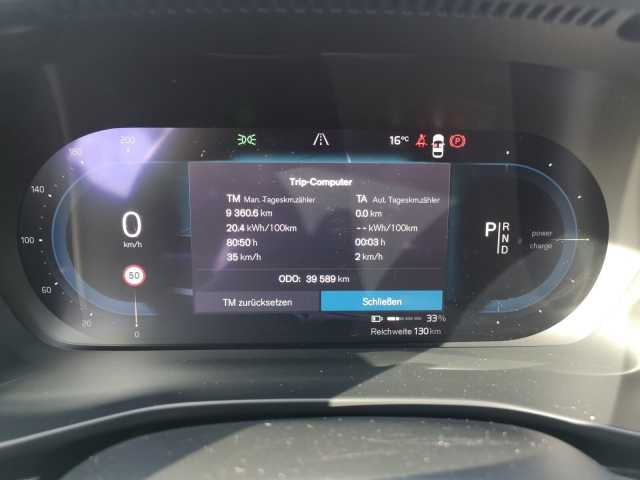 200
160
140
100
60
20
0
0
km/h
50
16°C
P
Trip-Computer
TM Man.-Tageskmzähler
9 360.6 km
20.4 kWh/100km
80:50 h
35 km/h
TA Aut. Tageskmzähler
0.0 km
-- kWh/100km
00:03 h
2 km/h
ODO: 39 589 km
TM zurücksetzen
Schließen
33 %
Reichweite 130 km
P R
N
D
power
charge